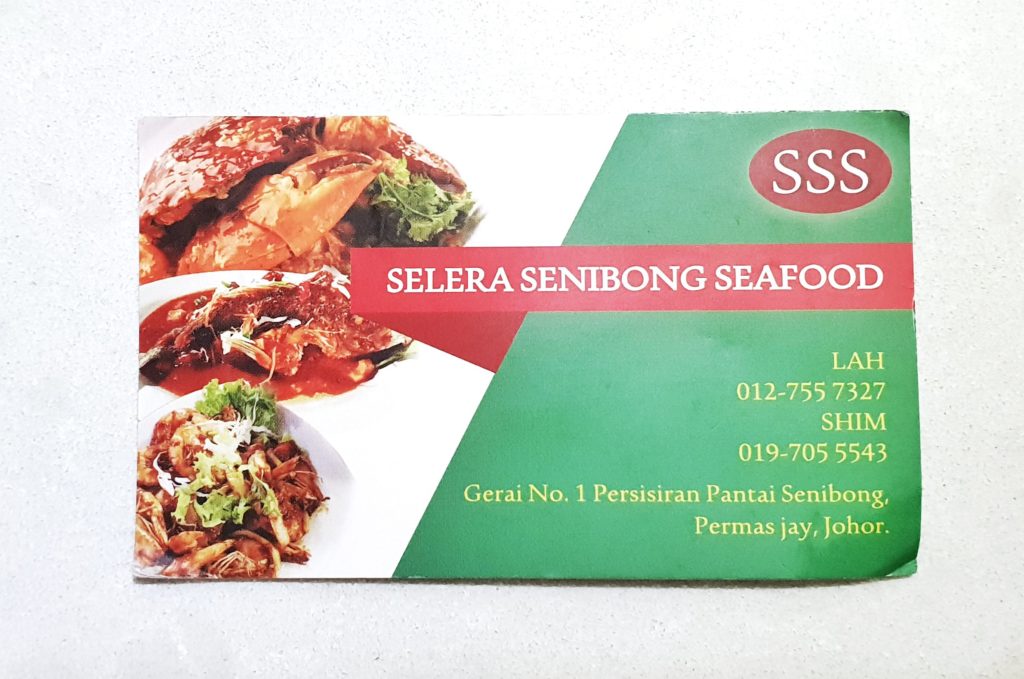 SSS
SELERA SENIBONG SEAFOOD
LAH
012-755 7327
SHIM
019-705 5543
Gerai No. 1 Persisiran Pantai Senibong,
Permas jay, Johor.